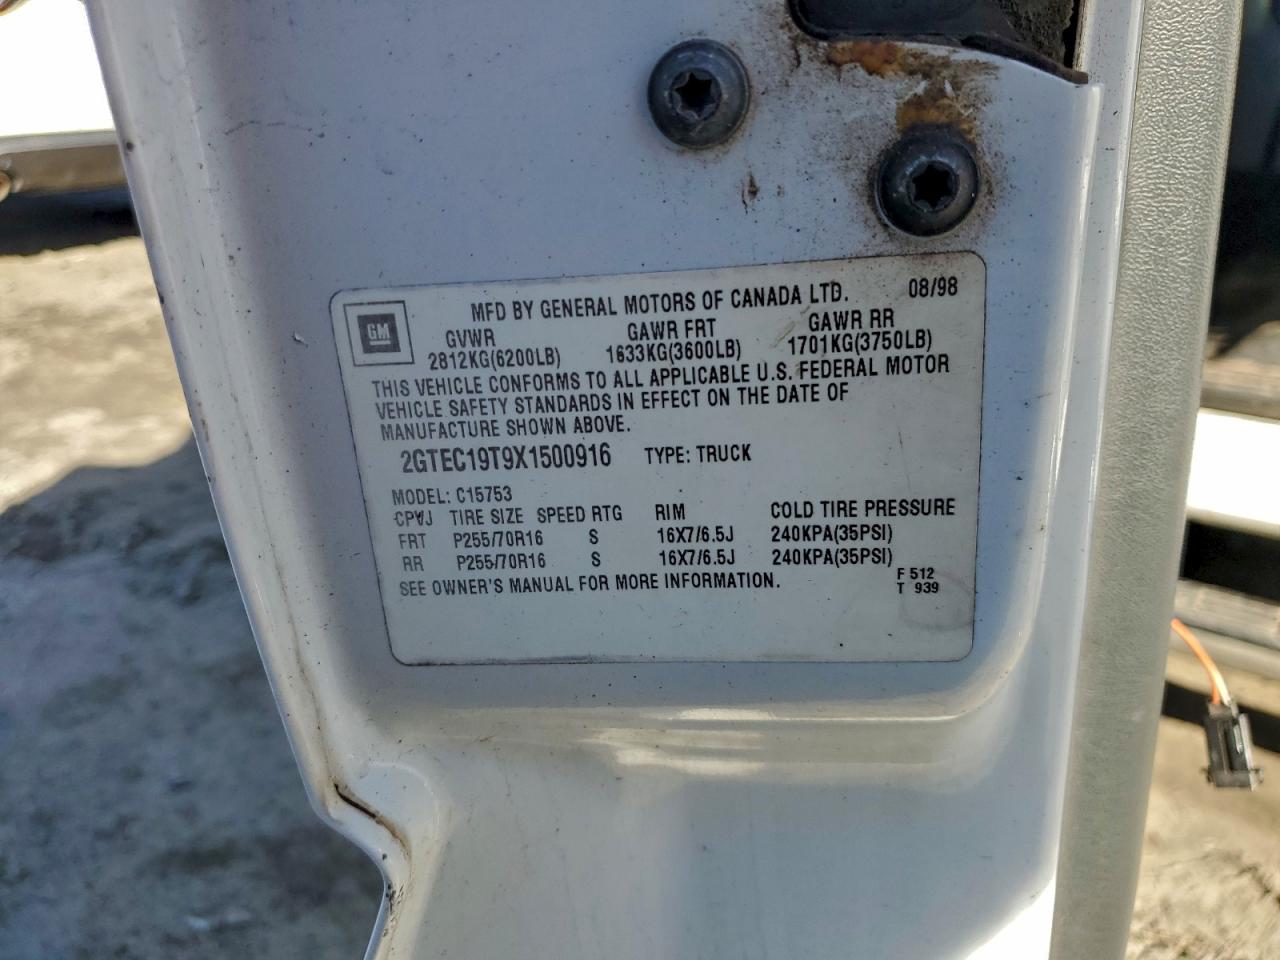 MFD BY GENERAL MOTORS OF CANADA LTD. 08/98
GM
GVWR GAWR FRT GAWR RR
2812KG(6200LB) 1633KG(3600LB) 1701KG(3750LB)
THIS VEHICLE CONFORMS TO ALL APPLICABLE U.S. FEDERAL MOTOR
VEHICLE SAFETY STANDARDS IN EFFECT ON THE DATE OF
MANUFACTURE SHOWN ABOVE.
2GTEC19T9X1500916 TYPE: TRUCK
MODEL: C15753
TIRE SIZE SPEED RTG RIM COLD TIRE PRESSURE
FRT P255/70R16 S 16X7/6.5J 240KPA(35PSI)
RR P255/70R16 S 16X7/6.5J 240KPA(35PSI)
SEE OWNER'S MANUAL FOR MORE INFORMATION.
F 512
T 939